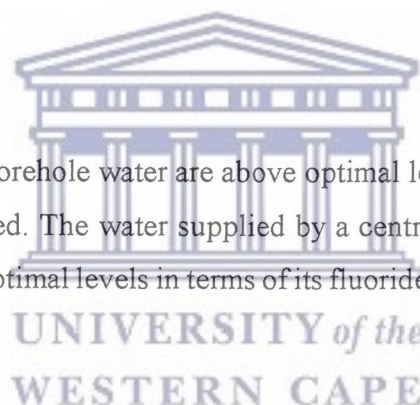 orehole water are above optimal le
ed. The water supplied by a centr
ptimal levels in terms of its fluoride
UNIVERSITY of the
WESTERN CAPE